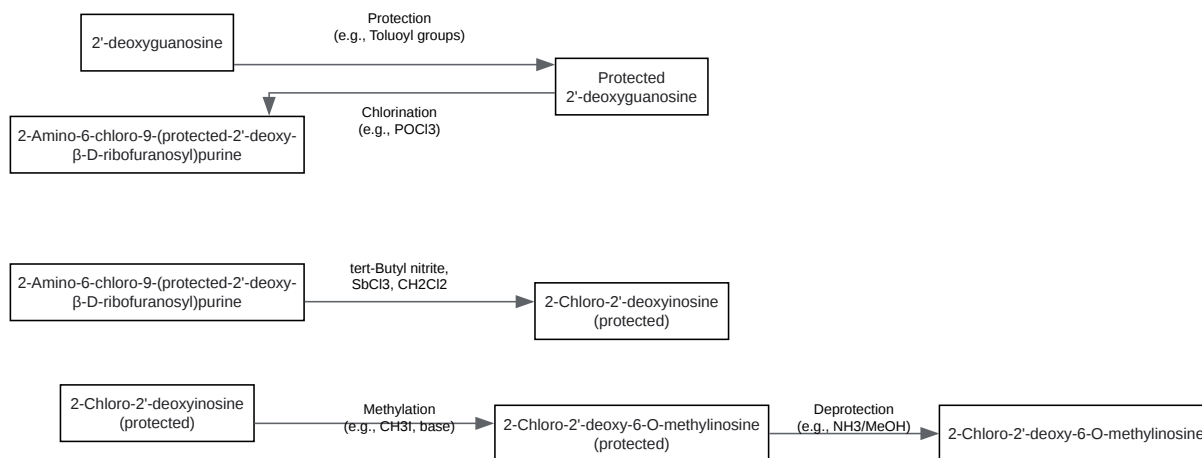 2'-deoxyguanosine
Protection
(e.g., Toluoyl groups)
Protected
2'-deoxyguanosine
Chlorination
(e.g., POCl3)
2-Amino-6-chloro-9-(protected-2'-deoxy-
β-D-ribofuranosyl)purine
2-Amino-6-chloro-9-(protected-2'-deoxy-
β-D-ribofuranosyl)purine
tert-Butyl nitrite,
SbCl3, CH2Cl2
2-Chloro-2'-deoxyinosine
(protected)
2-Chloro-2'-deoxyinosine
(protected)
Methylation
(e.g., CH3I, base)
2-Chloro-2'-deoxy-6-O-methylinosine
(protected)
Deprotection
(e.g., NH3/MeOH)
2-Chloro-2'-deoxy-6-O-methylinosine